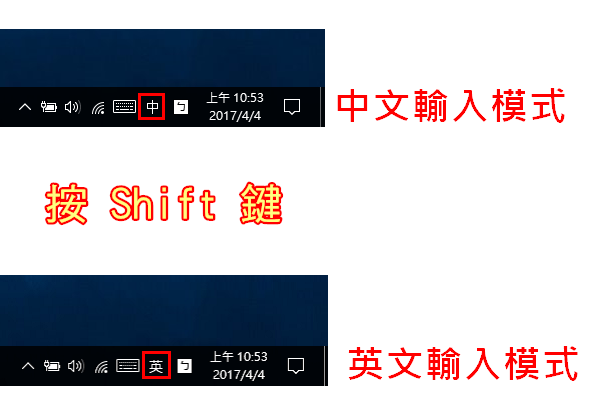 中 ㄅ 上午 10:53
2017/4/4
中文輸入模式
按 Shift 鍵
英 ㄅ 上午 10:53
2017/4/4
英文輸入模式